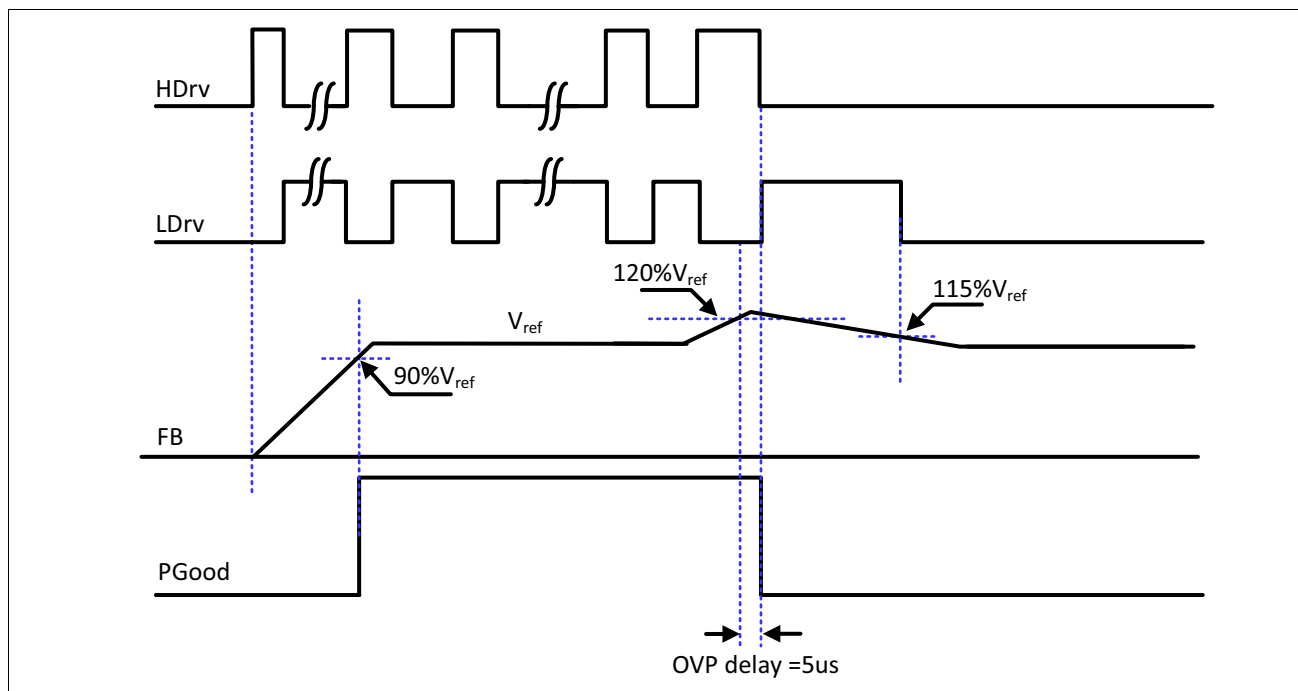 HDrv
LDrv
120%Vref
115%Vref
Vref
90%Vref
FB
PGood
OVP delay =5us